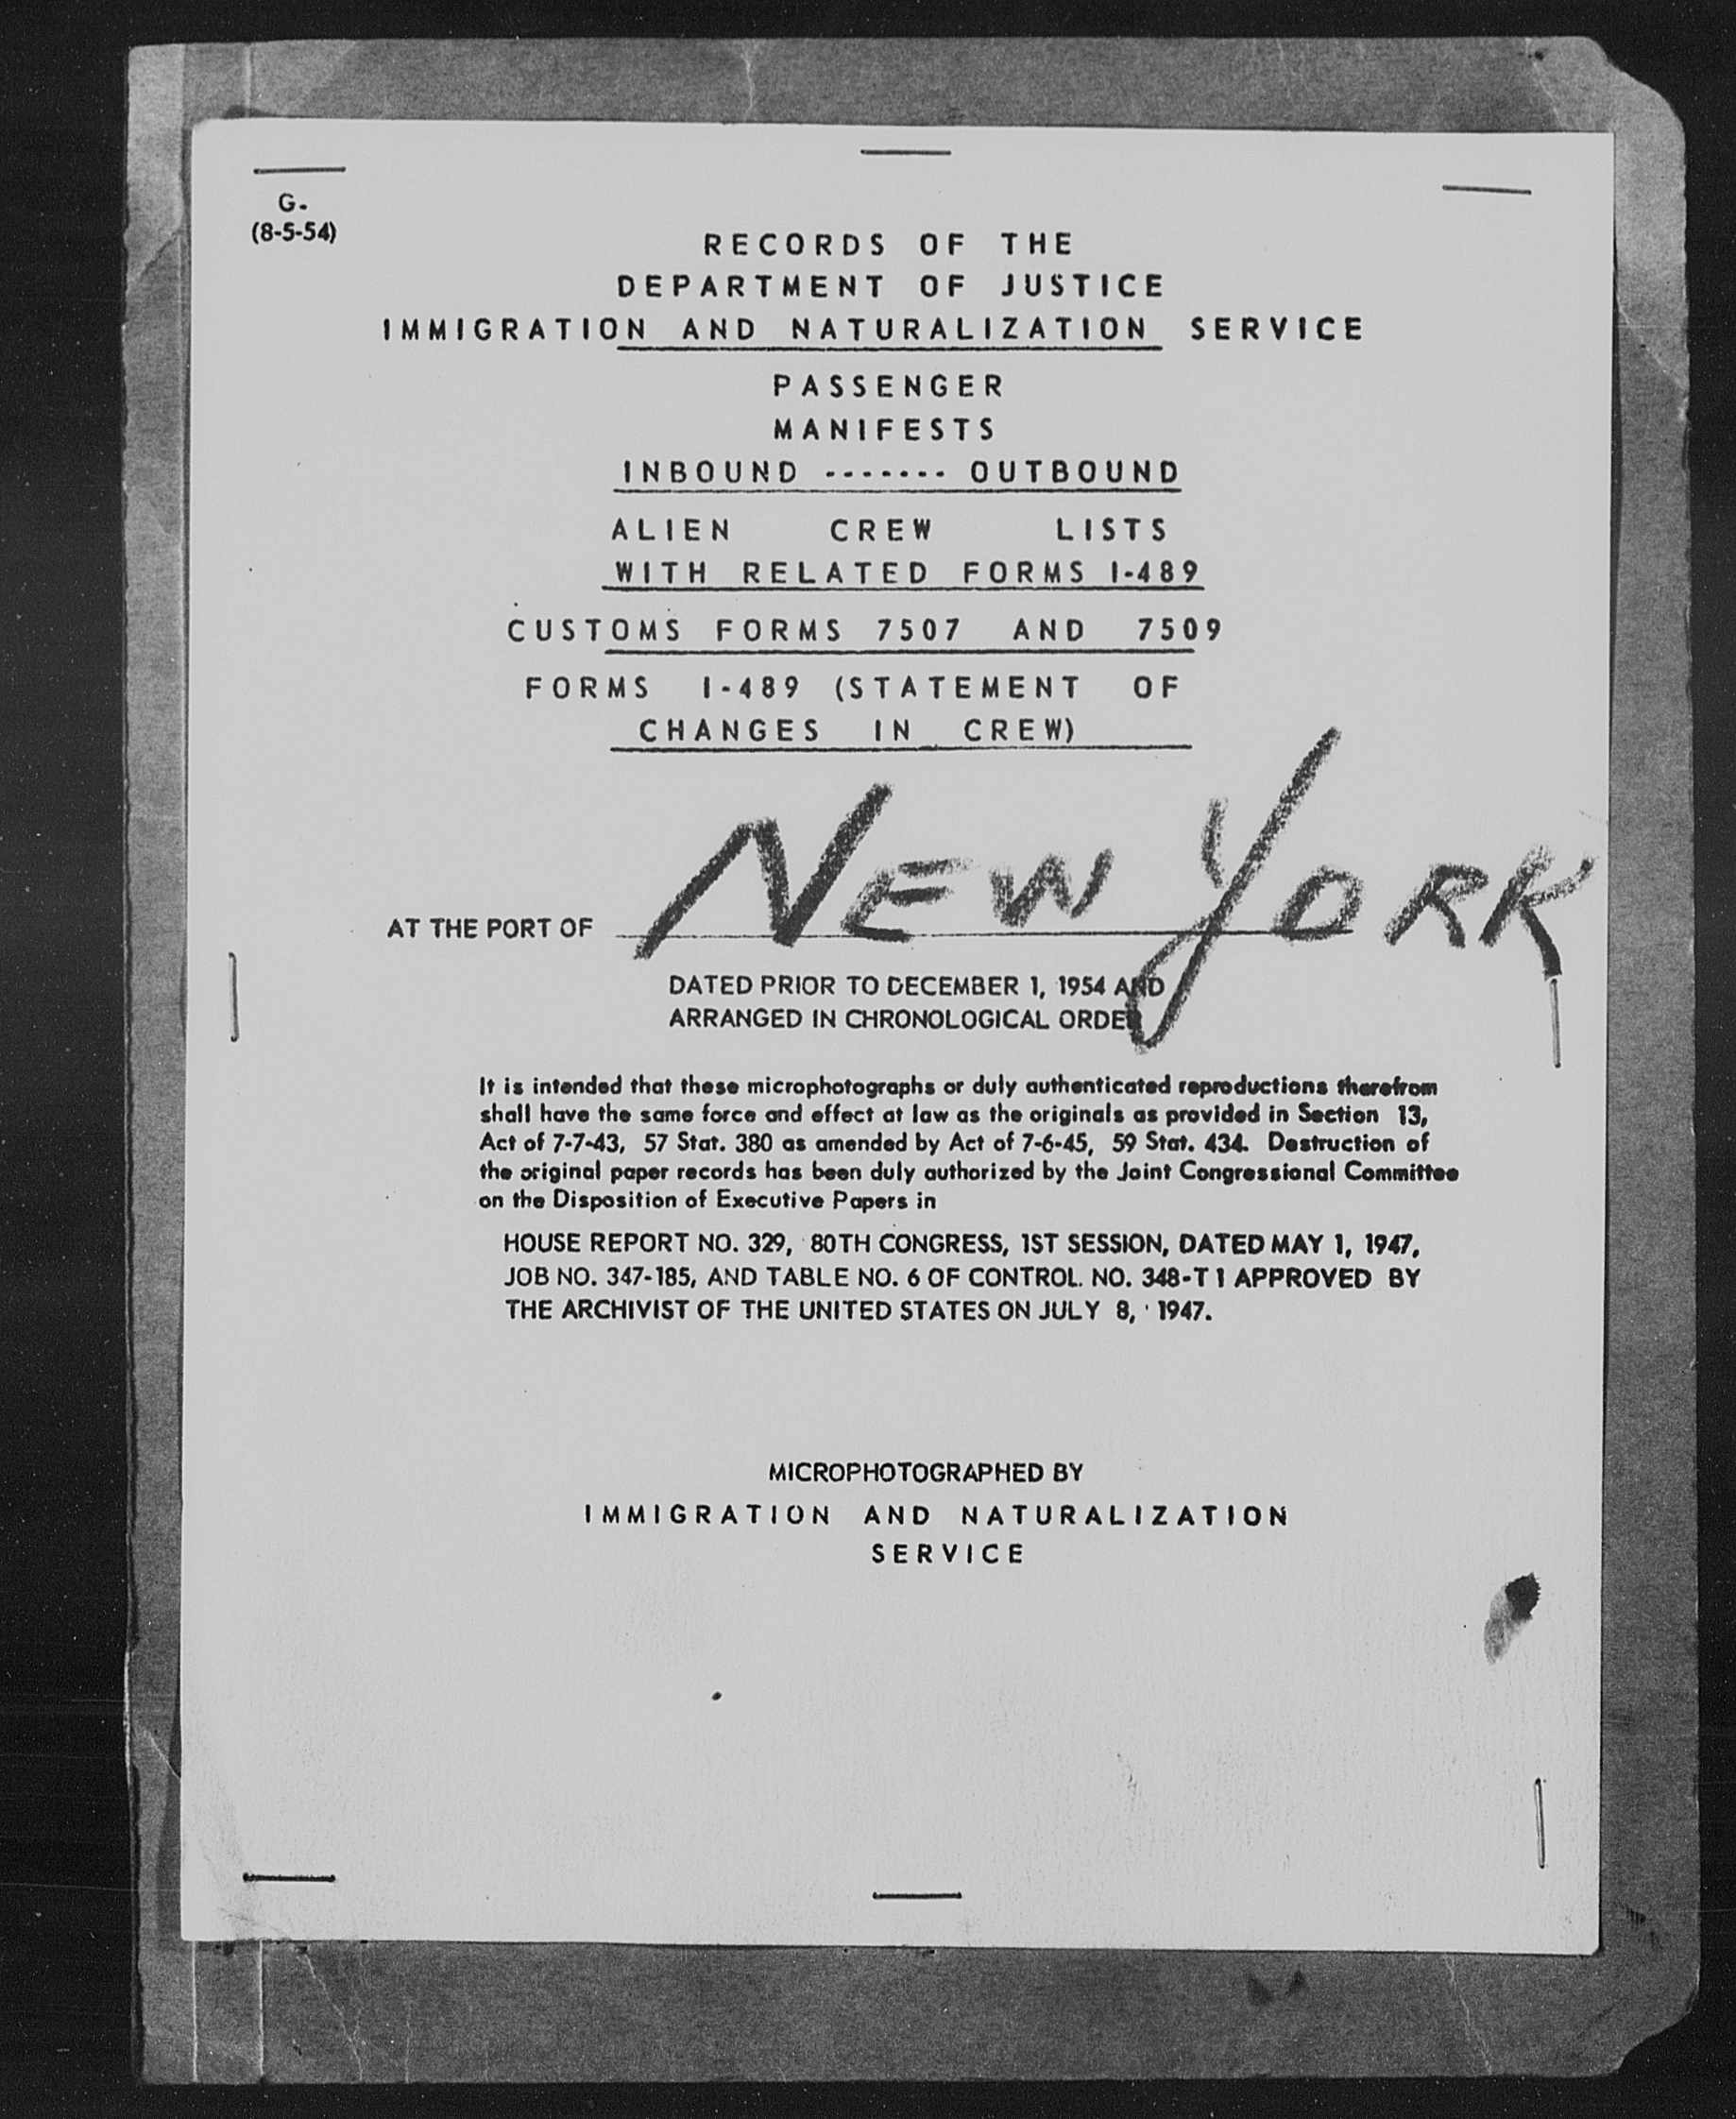 G-
(8-5-54)
RECORDS OF THE
DEPARTMENT OF JUSTICE
IMMIGRATION AND NATURALIZATION SERVICE
PASSENGER
MANIFESTS
INBOUND ------- OUTBOUND
ALIEN CREW LISTS
WITH RELATED FORMS I-489
CUSTOMS FORMS 7507 AND 7509
FORMS I-489 (STATEMENT OF
CHANGES IN CREW)
AT THE PORT OF NEW YORK
DATED PRIOR TO DECEMBER 1, 1954 AND
ARRANGED IN CHRONOLOGICAL ORDER
It is intended that these microphotographs or duly authenticated reproductions therefrom
shall have the same force and effect at law as the originals as provided in Section 13,
Act of 7-7-43, 57 Stat. 380 as amended by Act of 7-6-45, 59 Stat. 434. Destruction of
the original paper records has been duly authorized by the Joint Congressional Committee
on the Disposition of Executive Papers in
HOUSE REPORT NO. 329, 80TH CONGRESS, 1ST SESSION, DATED MAY 1, 1947,
JOB NO. 347-185, AND TABLE NO. 6 OF CONTROL. NO. 348-T1 APPROVED BY
THE ARCHIVIST OF THE UNITED STATES ON JULY 8, 1947.
MICROPHOTOGRAPHED BY
IMMIGRATION AND NATURALIZATION
SERVICE